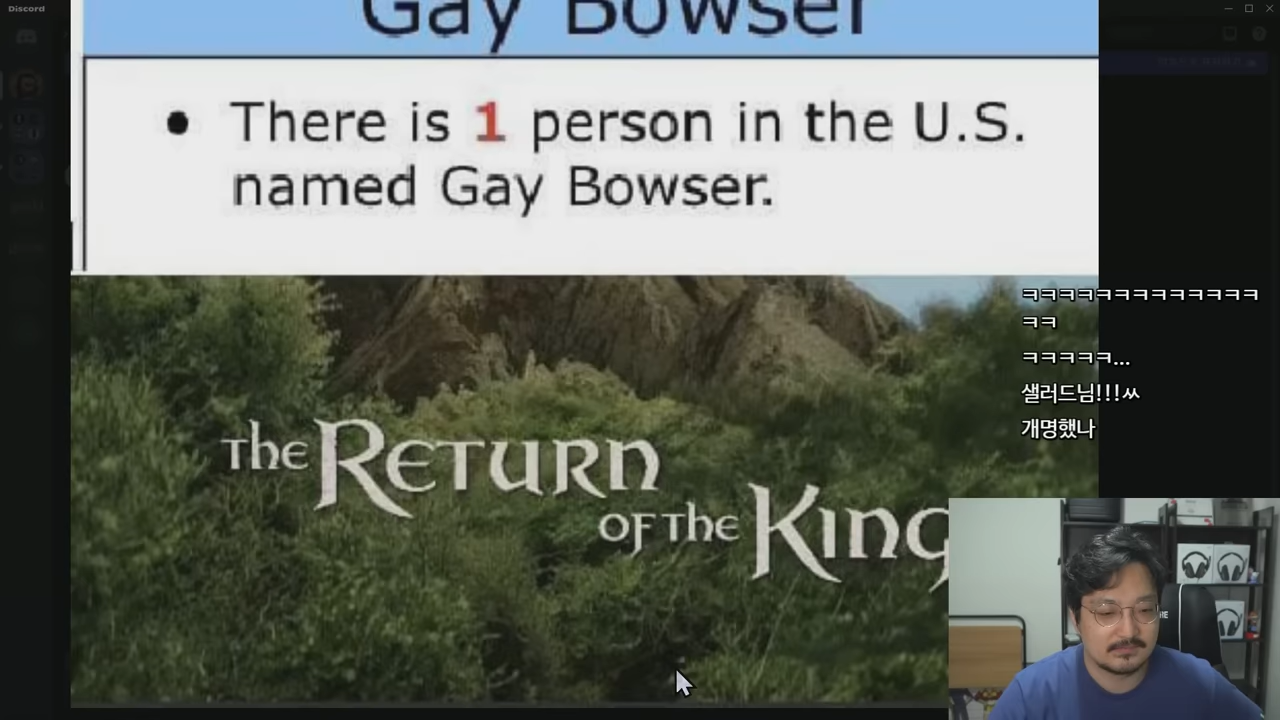 Discord
Gay Bowser
• There is 1 person in the U.S.
named Gay Bowser.
The Return
of the King
ㅋㅋㅋㅋㅋㅋㅋㅋㅋㅋㅋㅋㅋ
ㅋㅋ
ㅋㅋㅋㅋㅋ...
샐러드님!!!ㅆ
개명했나